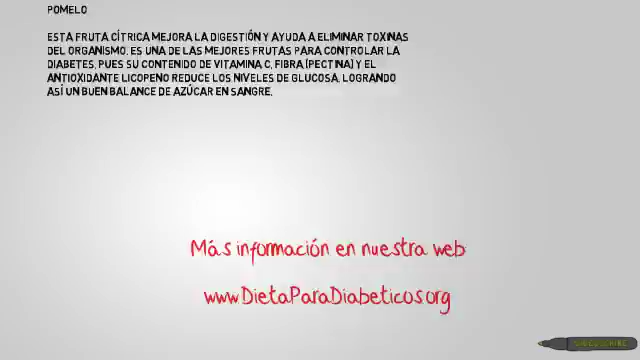 POMELO
ESTA FRUTA CÍTRICA MEJORA LA DIGESTIÓN Y AYUDA A ELIMINAR TOXINAS
DEL ORGANISMO. ES UNA DE LAS MEJORES FRUTAS PARA CONTROLAR LA
DIABETES, PUES SU CONTENIDO DE VITAMINA C, FIBRA (PECTINA) Y EL
ANTIOXIDANTE LICOPENO REDUCE LOS NIVELES DE GLUCOSA, LOGRANDO
ASÍ UN BUEN BALANCE DE AZÚCAR EN SANGRE.
Más información en nuestra web
www.DietaParaDiabeticos.org